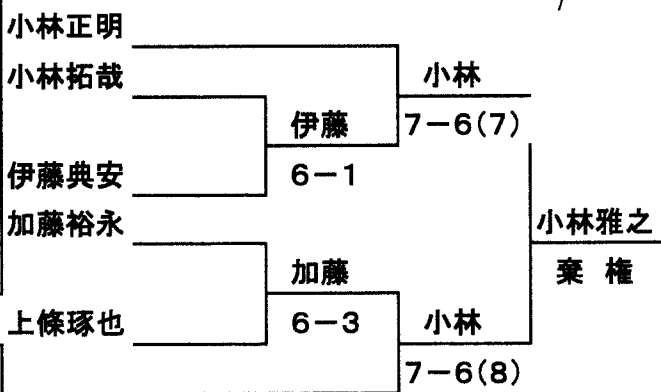 小林正明
小林拓哉
小林
伊藤
7－6(7)
伊藤典安
6－1
加藤裕永
小林雅之
加藤
棄 権
上條琢也
6－3
小林
7－6(8)